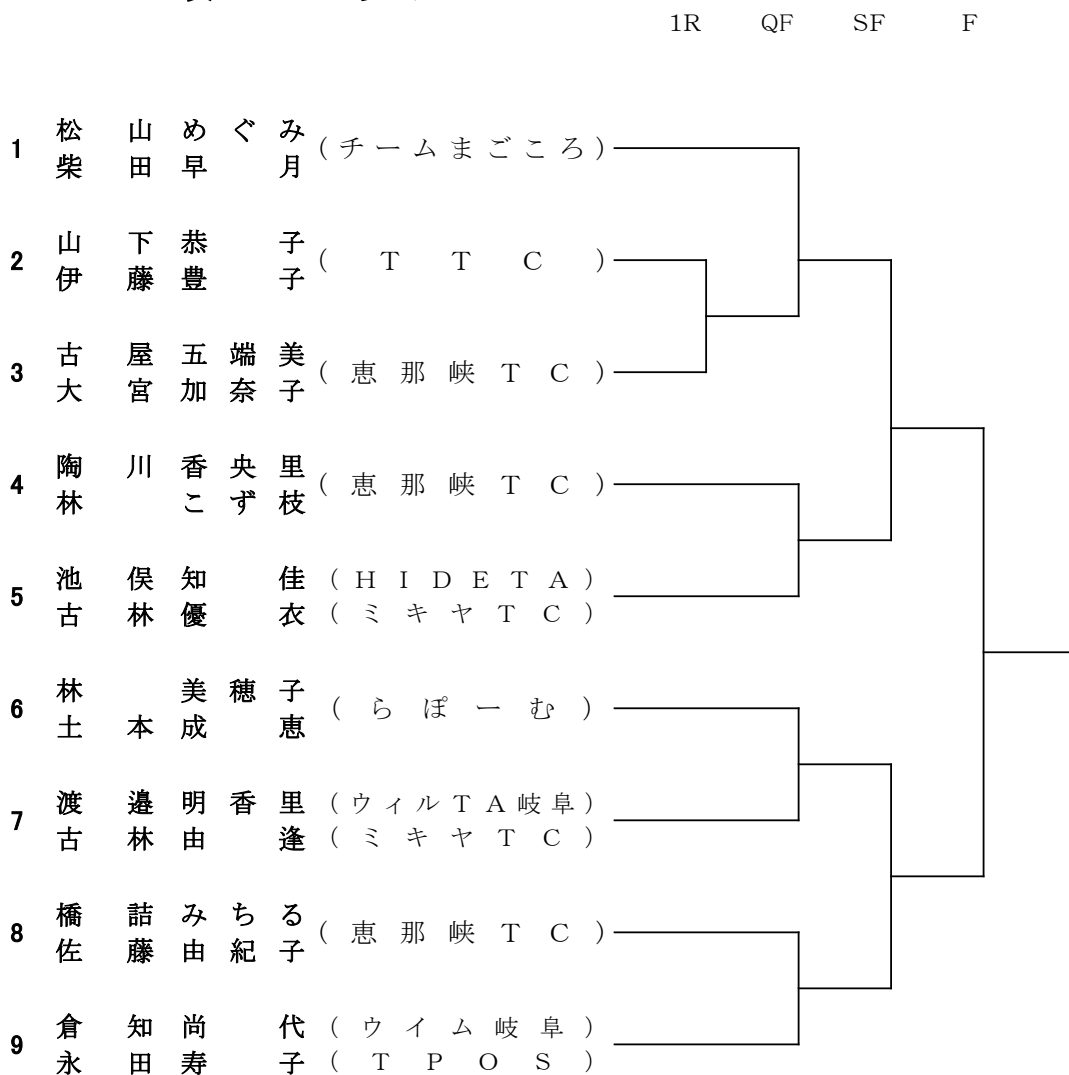 1R QF SF F
1 松山めぐみ (チームまごころ)
柴田早月
2 山下恭子 (TTC)
伊藤豊子
3 古屋五端美 (恵那峡TC)
大宮加奈子
4 陶川香央里 (恵那峡TC)
林こず枝
5 池俣知佳 (HIDETA)
古林優衣 (ミキヤTC)
6 林美穂子 (らぽーむ)
土本成恵
7 渡邉明香里 (ウィルTA岐阜)
古林由逢 (ミキヤTC)
8 橋詰みちる (恵那峡TC)
佐藤由紀子
9 倉知尚代 (ウイム岐阜)
永田寿子 (TPOS)